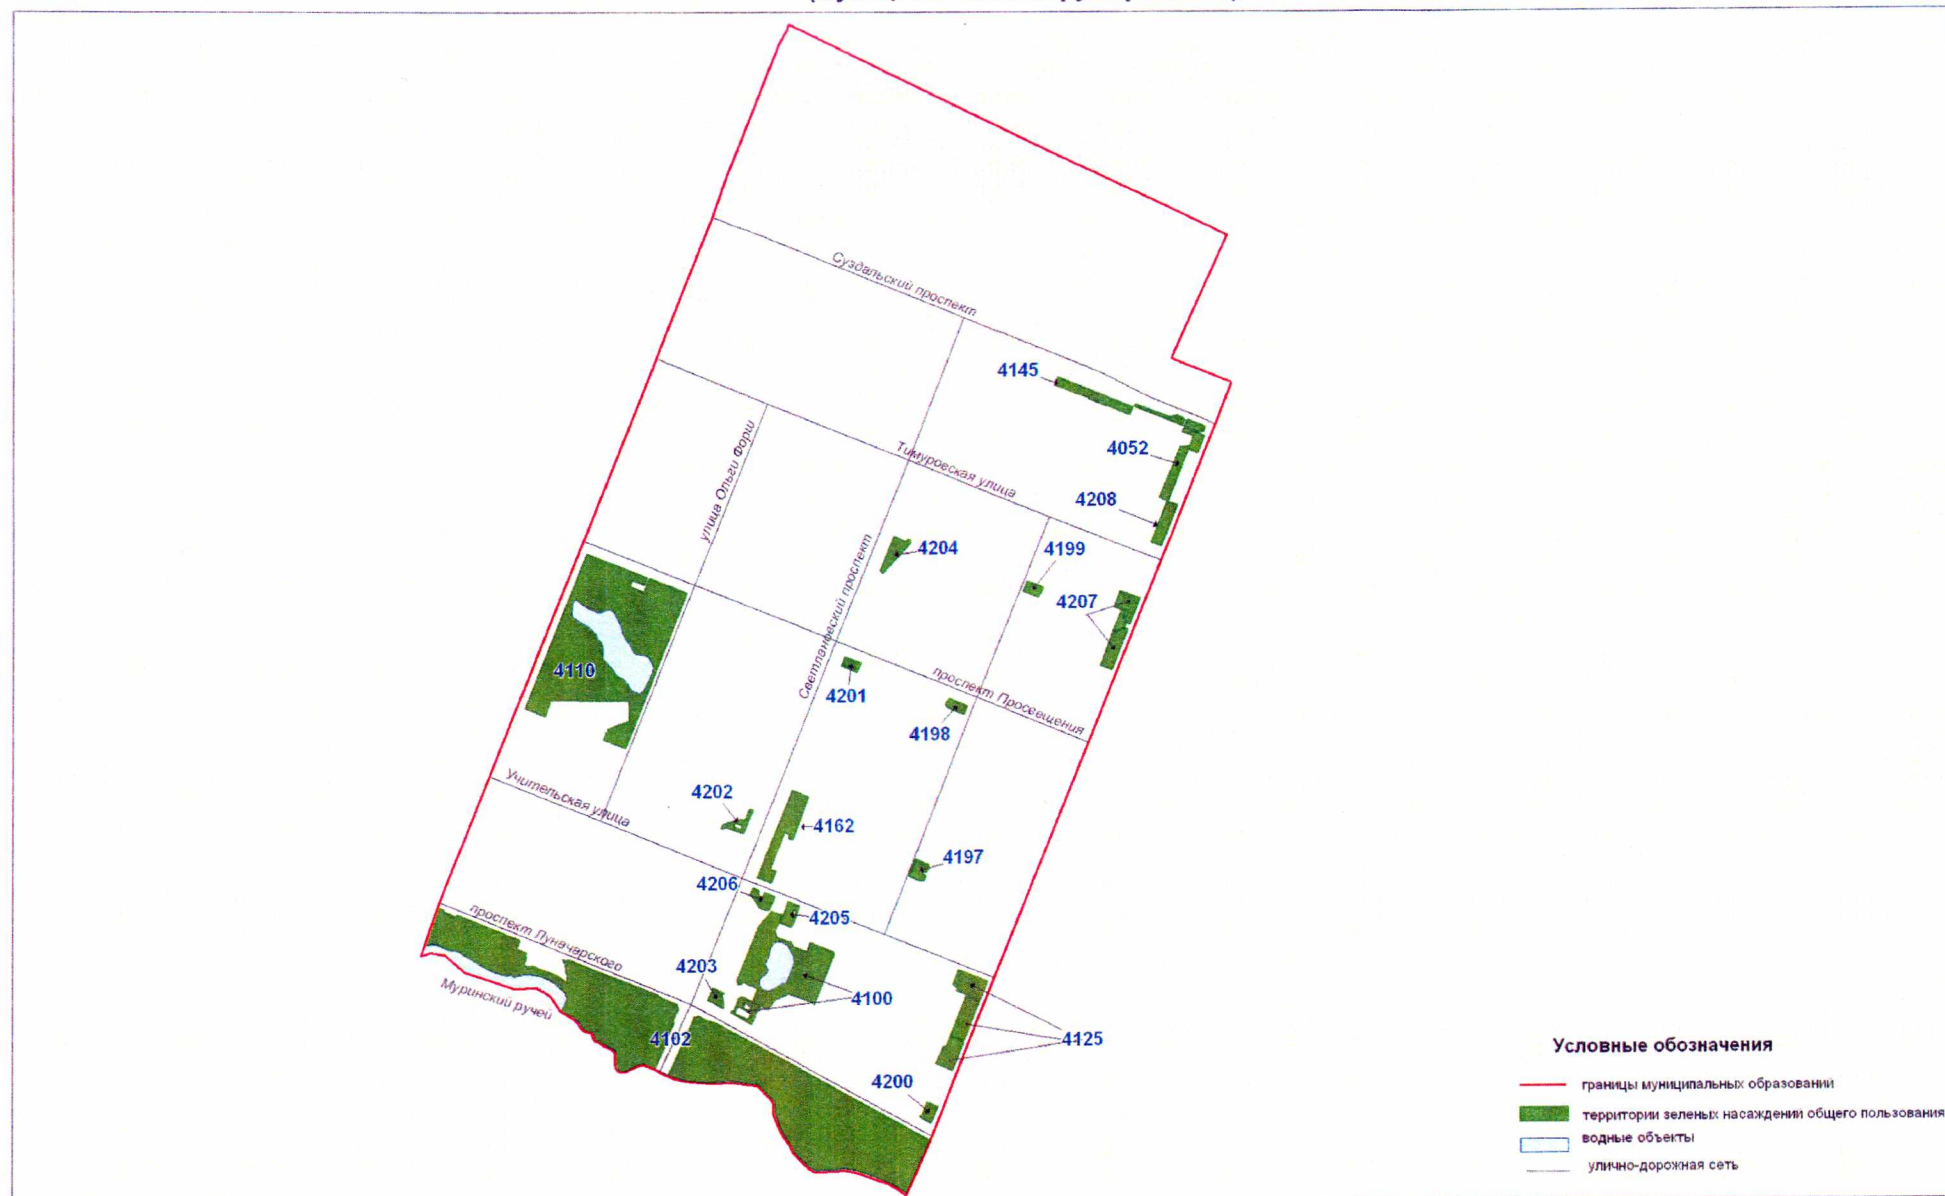 Суздальский проспект
4145
4052
Тимуровская улица
4208
улица Ольги Форш
4204
4199
4207
Светлановский проспект
4110
4201
проспект Просвещения
4198
Учительская улица
4202
4162
4197
4206
4205
проспект Луначарского
4203
4100
Муринский ручей
4102
4125
4200
Условные обозначения
границы муниципальных образований
территории зеленых насаждений общего пользования
водные объекты
улично-дорожная сеть